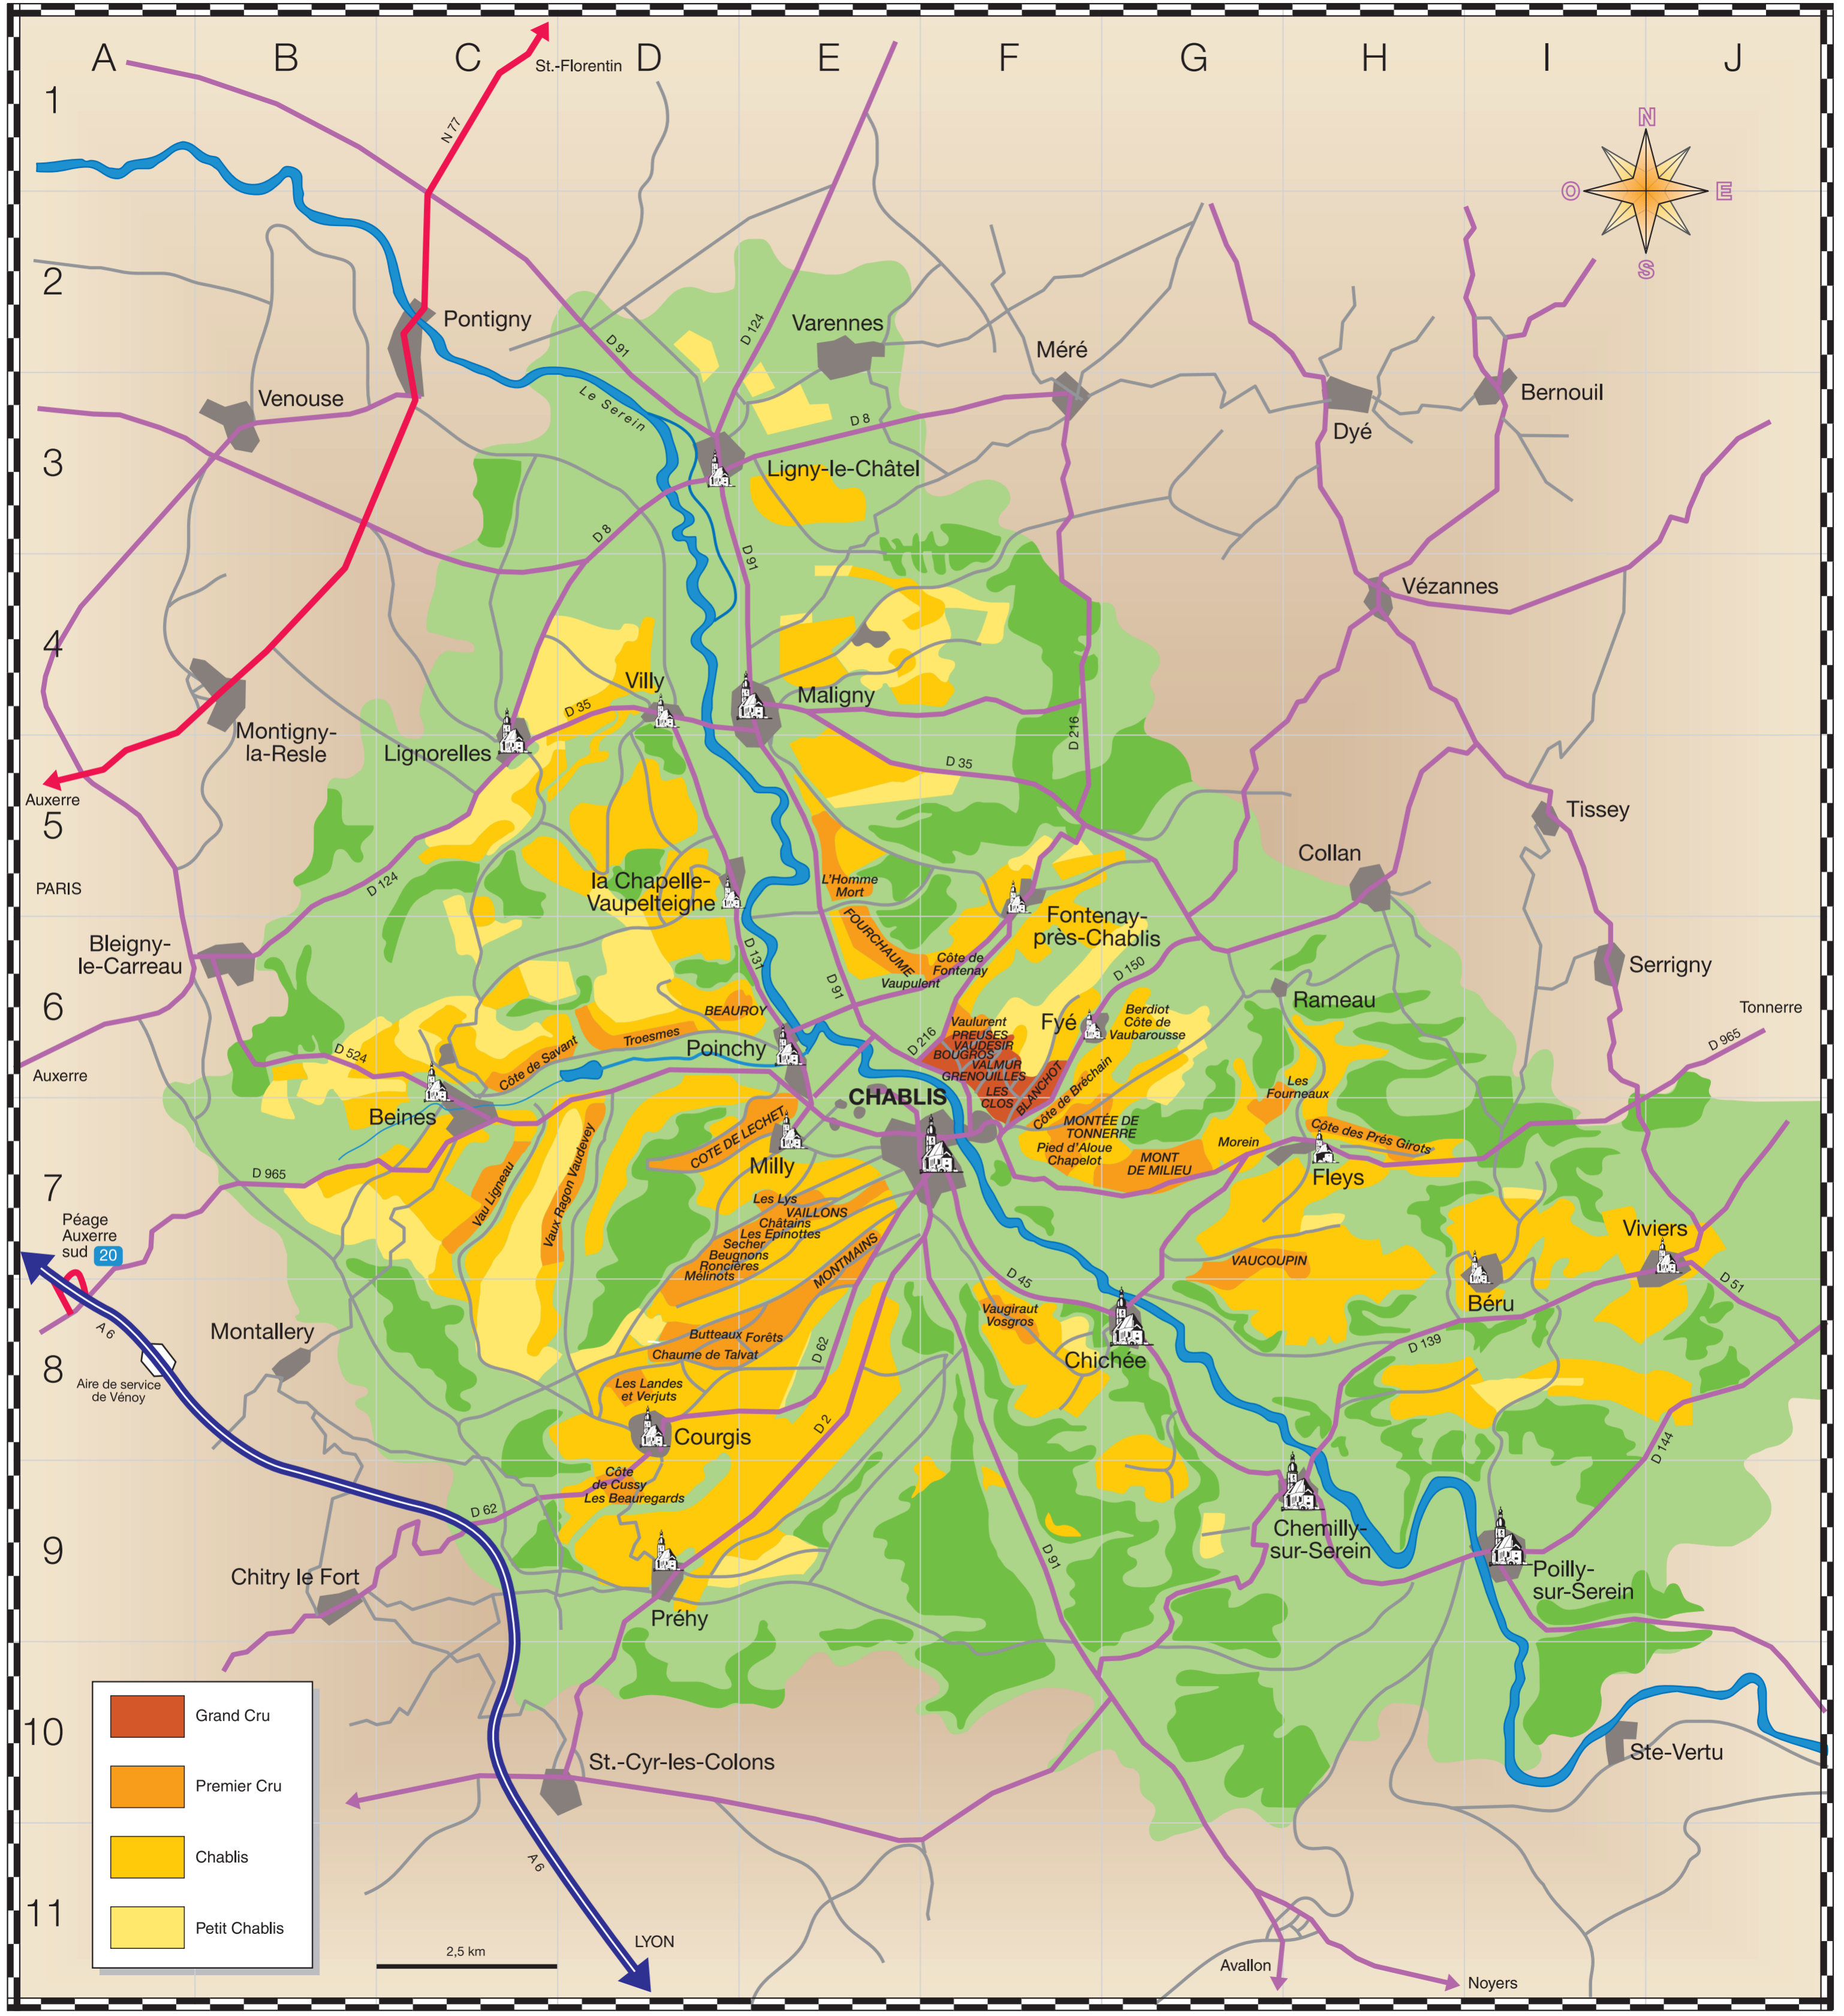 A
B
C
D
E
F
G
H
I
J
1
2
3
4
5
6
7
8
9
10
11
St.-Florentin
N 77
N
O
E
S
Pontigny
D 91
D 124
Varennes
Méré
Venouse
Le Serein
D 8
Bernouil
Dyé
Ligny-le-Châtel
D 8
D 91
Vézannes
Villy
Maligny
D 35
D 216
Montigny-
la-Resle
Lignorelles
D 35
Auxerre
Tissey
Collan
la Chapelle-
Vaupelteigne
D 124
L'Homme
Mort
PARIS
Fontenay-
près-Chablis
Bleigny-
le-Carreau
FOURCHAUME
Côte de
Fontenay
Vaupulent
D 131
D 91
D 150
Serrigny
Rameau
Tonnerre
BEAUROY
Troesmes
Côte de Savant
Poinchy
D 216
Vaulurent
PREUSES
VAUDESIR
BOUGROS
VALMUR
GRENOUILLES
LES
CLOS
BLANCHOT
Fyé
Berdiot
Côte de
Vaubarousse
Côte de Bréchain
D 965
D 524
Auxerre
Beines
CHABLIS
Les
Fourneaux
COTE DE LECHET
Milly
MONTÉE DE
TONNERRE
Pied d'Aloue
Chapelot
MONT
DE MILIEU
Morein
Côte des Prés Girots
Fleys
D 965
Vau Ligneau
Vaux Ragon Vaudevey
Les Lys
VAILLONS
Châtains
Les Epinottes
Secher
Beugnons
Roncières
Mélinots
MONTMAINS
Péage
Auxerre
sud 20
VAUCOUPIN
Viviers
D 51
Béru
D 45
A 6
Montallery
Vaugiraut
Vosgros
Chichée
D 139
Butteaux Forêts
Chaume de Talvat
D 62
Aire de service
de Vénoy
Les Landes
et Verjuts
Courgis
D 2
D 144
Côte
de Cussy
Les Beauregards
D 62
Chemilly-
sur-Serein
D 91
Poilly-
sur-Serein
Chitry le Fort
Préhy
Grand Cru
Premier Cru
Chablis
Petit Chablis
St.-Cyr-les-Colons
Ste-Vertu
A 6
2,5 km
LYON
Avallon
Noyers